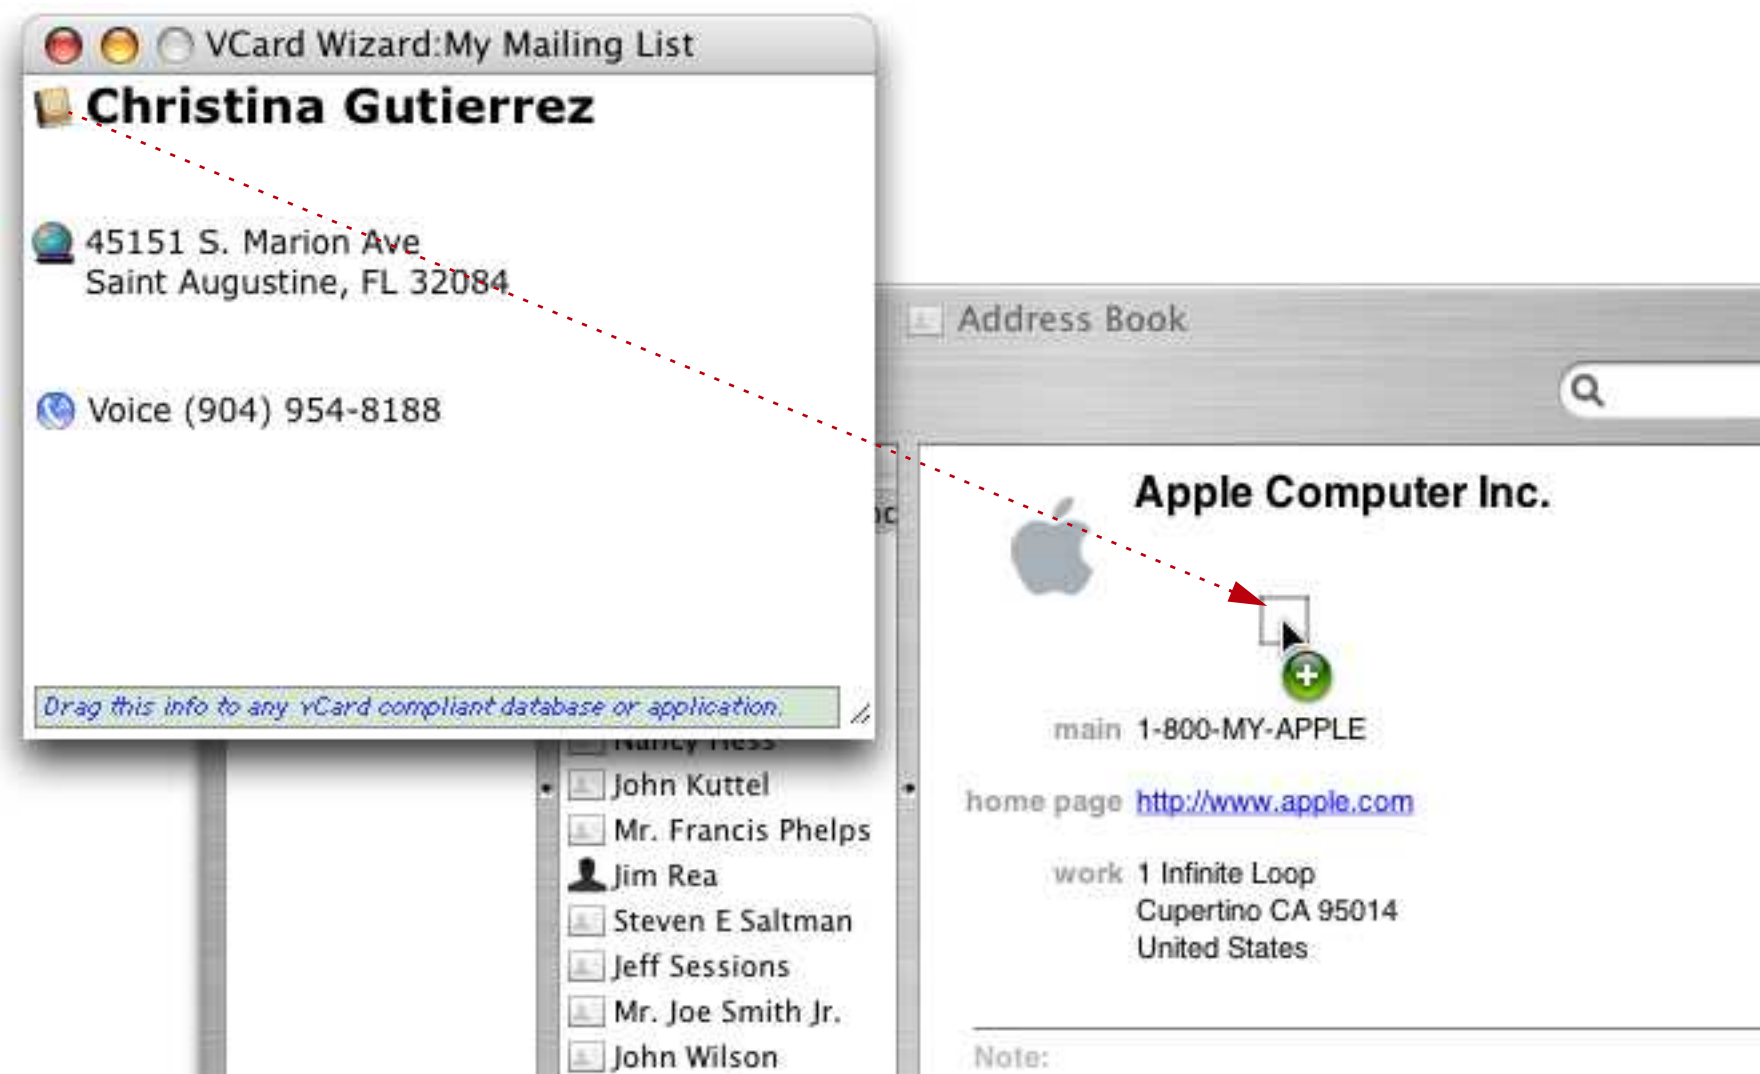 VCard Wizard:My Mailing List
Christina Gutierrez
45151 S. Marion Ave
Saint Augustine, FL 32084
Voice (904) 954-8188
Drag this info to any vCard compliant database or application.
Address Book
Apple Computer Inc.
main 1-800-MY-APPLE
home page http://www.apple.com
work 1 Infinite Loop
Cupertino CA 95014
United States
Note:
Nancy Hess
John Kuttel
Mr. Francis Phelps
Jim Rea
Steven E Saltman
Jeff Sessions
Mr. Joe Smith Jr.
John Wilson